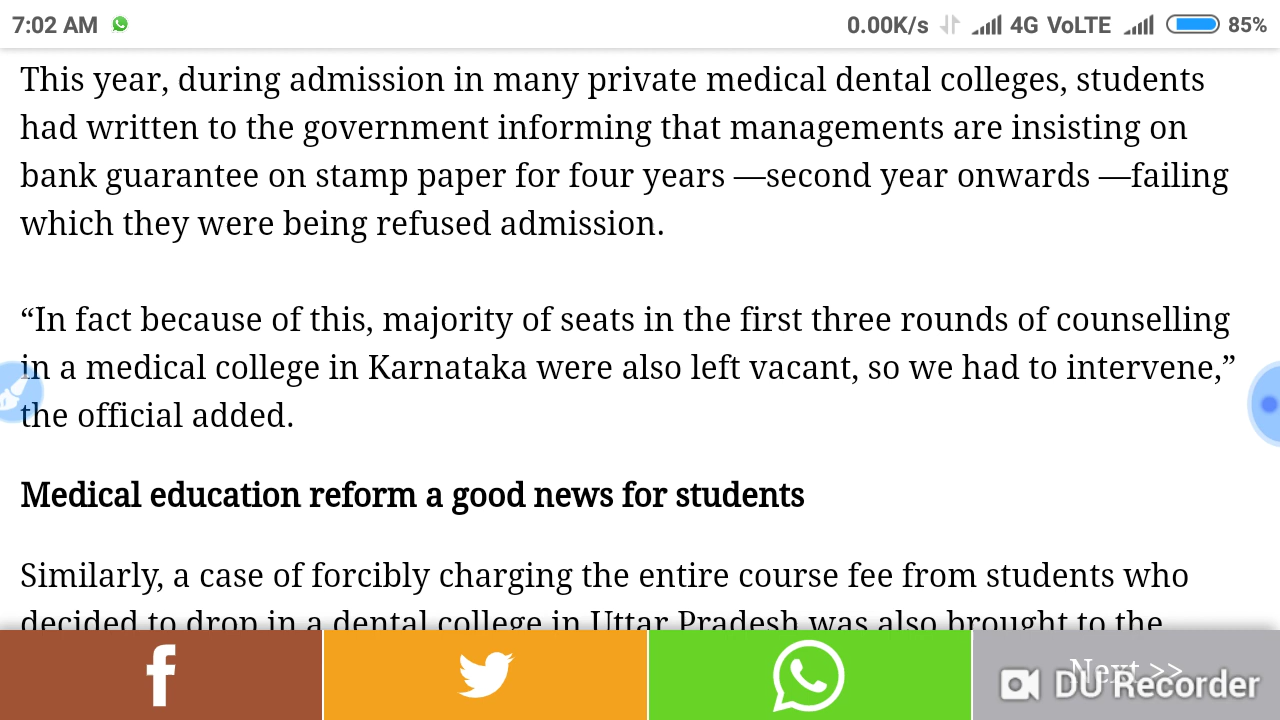 7:02 AM 0.00K/s 4G VoLTE 85%
This year, during admission in many private medical dental colleges, students
had written to the government informing that managements are insisting on
bank guarantee on stamp paper for four years —second year onwards —failing
which they were being refused admission.
“In fact because of this, majority of seats in the first three rounds of counselling
in a medical college in Karnataka were also left vacant, so we had to intervene,”
the official added.
Medical education reform a good news for students
Similarly, a case of forcibly charging the entire course fee from students who
decided to drop in a dental college in Uttar Pradesh was also brought to the
Next >>
DU Recorder